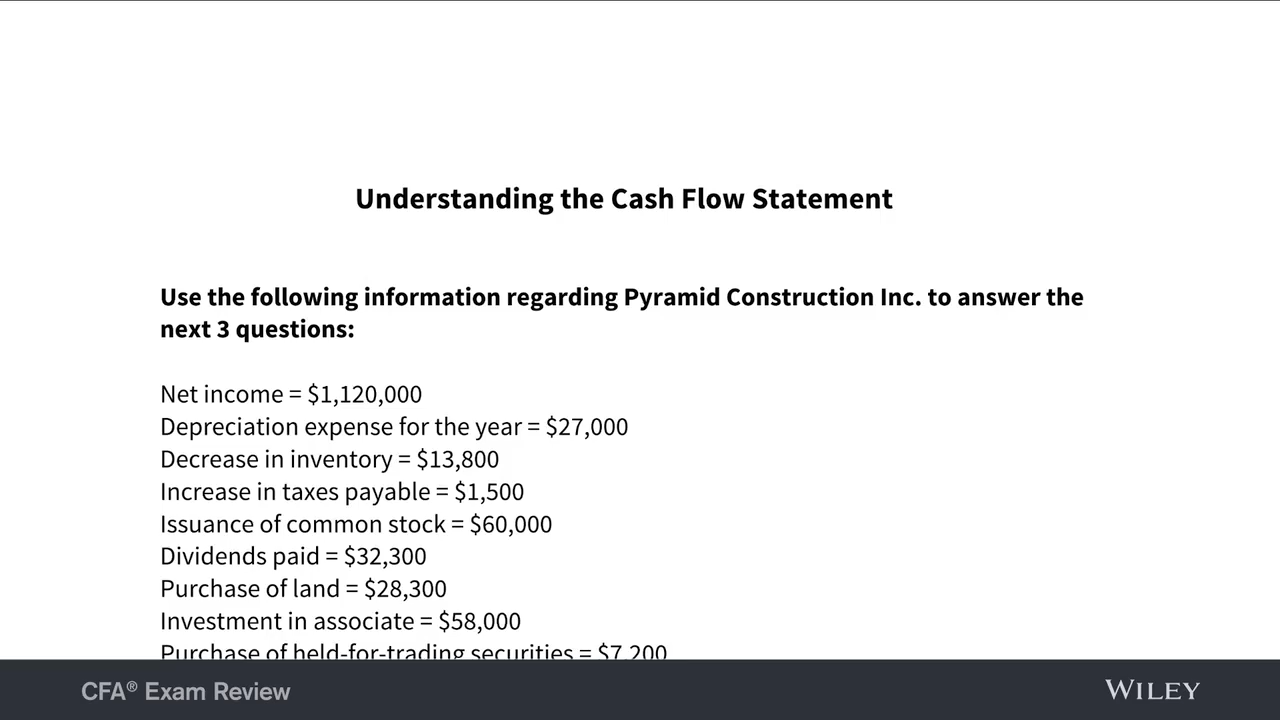 Understanding the Cash Flow Statement
Use the following information regarding Pyramid Construction Inc. to answer the
next 3 questions:
Net income = $1,120,000
Depreciation expense for the year = $27,000
Decrease in inventory = $13,800
Increase in taxes payable = $1,500
Issuance of common stock = $60,000
Dividends paid = $32,300
Purchase of land = $28,300
Investment in associate = $58,000
Purchase of held-for-trading securities = $7,200
CFA® Exam Review
WILEY